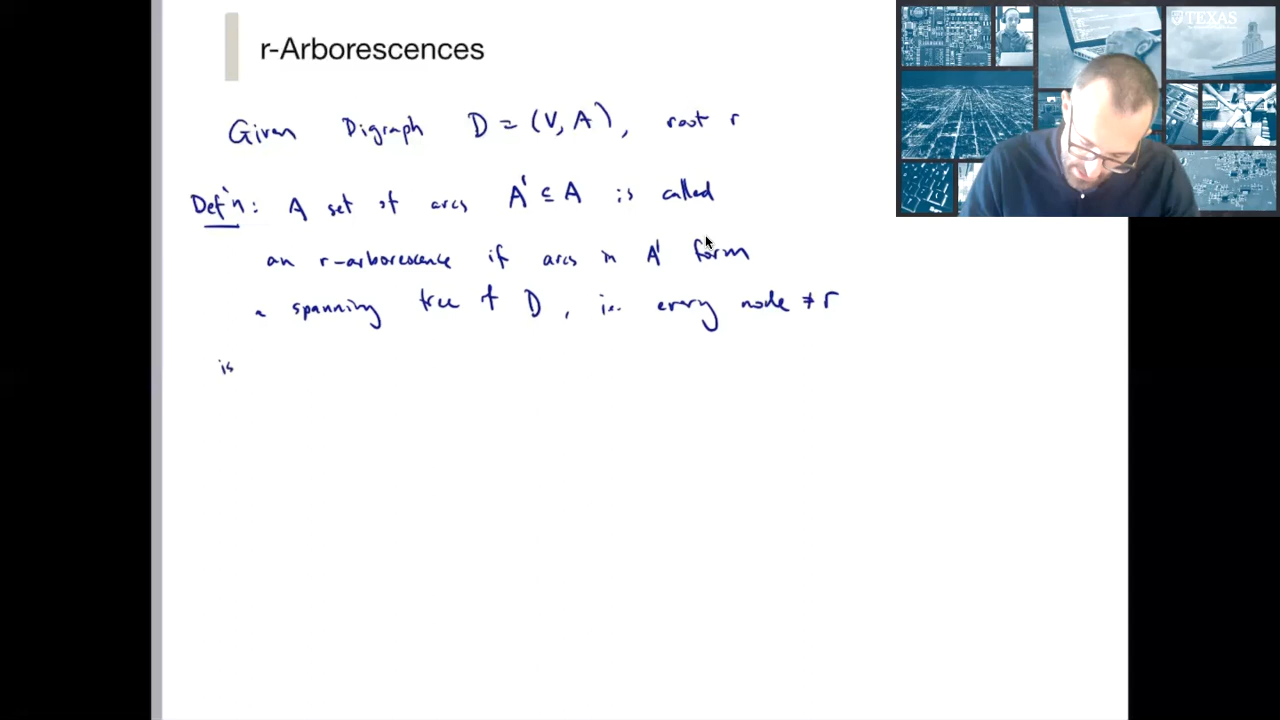 r-Arborescences
TEXAS
Given Digraph D = (V, A), root r
Def'n: A set of arcs A' ⊆ A is called
an r-arborescence if arcs in A' form
a spanning tree of D, i.e. every node ≠ r
is